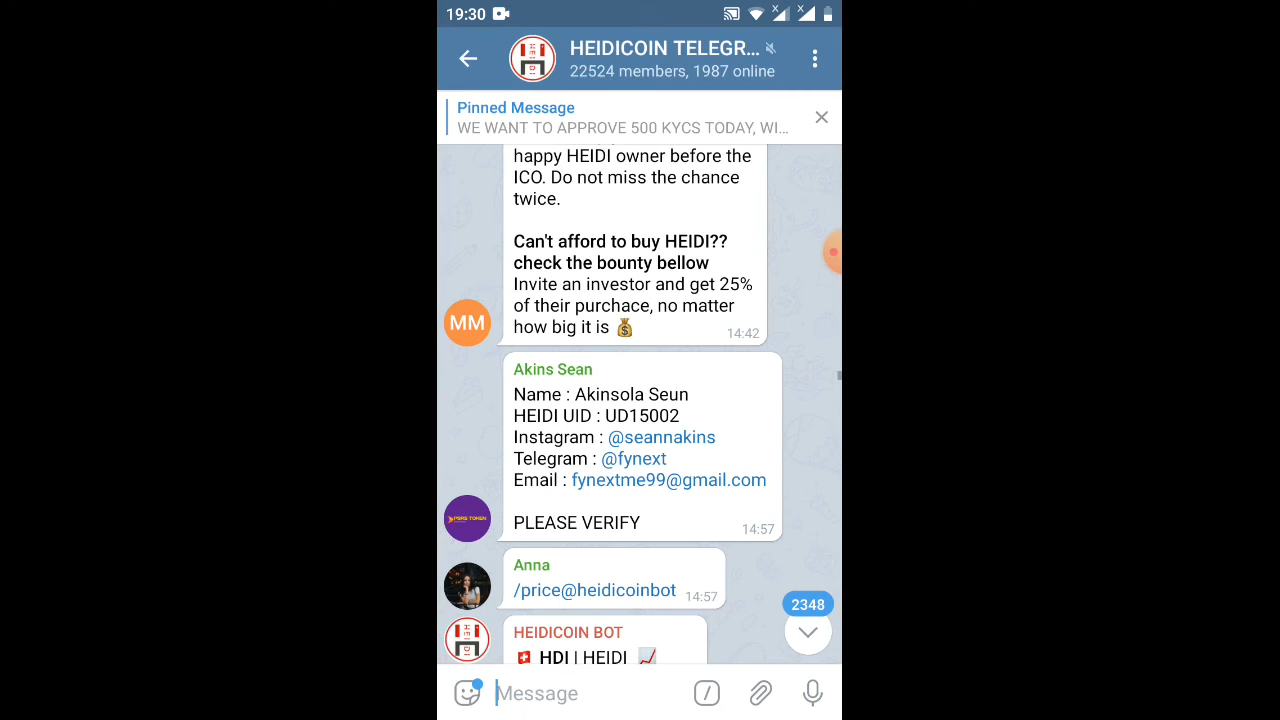 19:30
HEIDICOIN TELEGR...
22524 members, 1987 online
Pinned Message
WE WANT TO APPROVE 500 KYCS TODAY, WI...
happy HEIDI owner before the
ICO. Do not miss the chance
twice.
Can't afford to buy HEIDI??
check the bounty bellow
Invite an investor and get 25%
of their purchace, no matter
how big it is 💰
14:42
MM
Akins Sean
Name : Akinsola Seun
HEIDI UID : UD15002
Instagram : @seannakins
Telegram : @fynext
Email : fynextme99@gmail.com
PLEASE VERIFY
14:57
PSRS TOKEN
Anna
/price@heidicoinbot
14:57
2348
HEIDICOIN BOT
🇨🇭 HDI | HEIDI 📈
Message